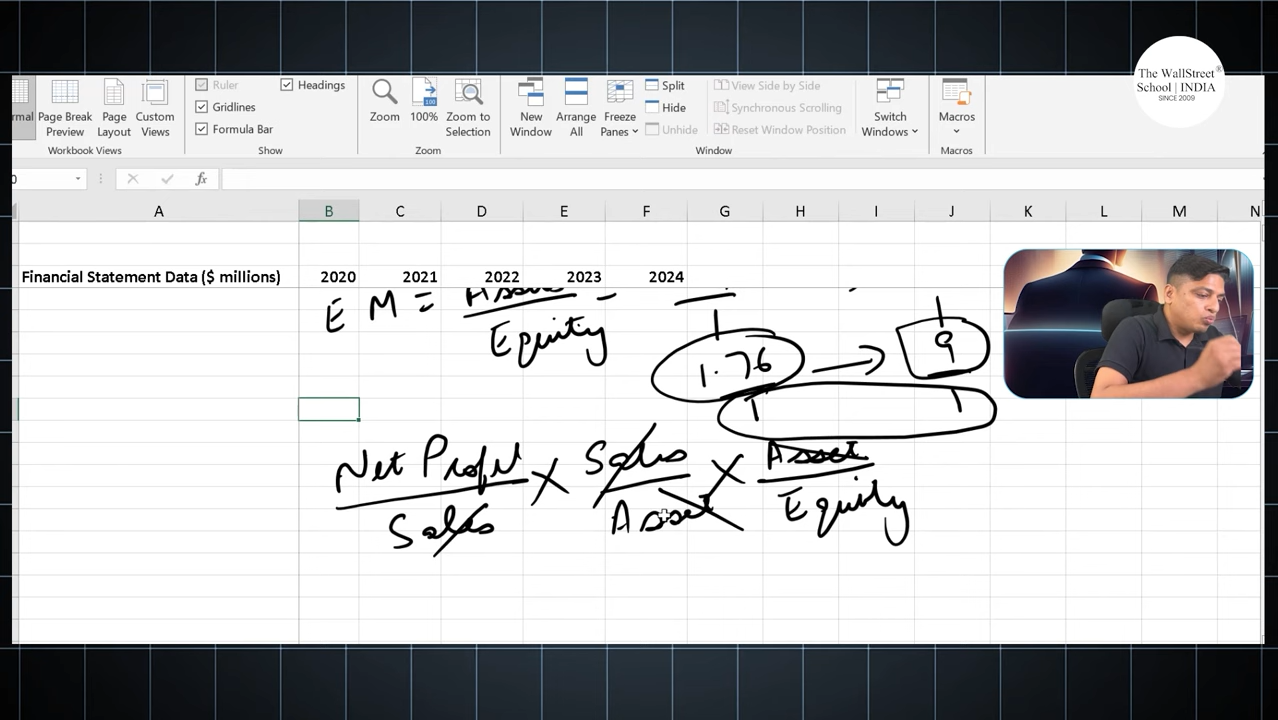 The WallStreet®
School | INDIA
SINCE 2009
Page Break Preview
Page Layout
Custom Views
Workbook Views
Ruler
Gridlines
Formula Bar
Headings
Show
Zoom
100%
Zoom to Selection
Zoom
New Window
Arrange All
Freeze Panes
Split
Hide
Unhide
View Side by Side
Synchronous Scrolling
Reset Window Position
Switch Windows
Window
Macros
Macros
fx
A B C D E F G H I J K L M N
Financial Statement Data ($ millions) 2020 2021 2022 2023 2024
E M = Asset
Equity
1.76 → 9
Net Profit × Sales × Asset
Sales Asset Equity